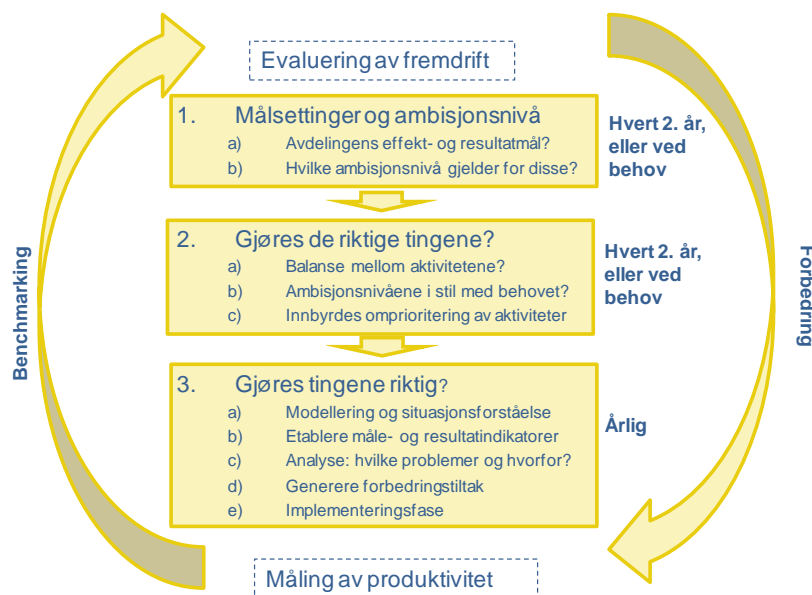 Evaluering av fremdrift
1. Målsettinger og ambisjonsnivå
a) Avdelingens effekt- og resultatmål?
b) Hvilke ambisjonsnivå gjelder for disse?
Hvert 2. år,
eller ved
behov
2. Gjøres de riktige tingene?
a) Balanse mellom aktivitetene?
b) Ambisjonsnivåene i stil med behovet?
c) Innbyrdes omprioritering av aktiviteter
Hvert 2. år,
eller ved
behov
3. Gjøres tingene riktig?
a) Modellering og situasjonsforståelse
b) Etablere måle- og resultatindikatorer
c) Analyse: hvilke problemer og hvorfor?
d) Generere forbedringstiltak
e) Implementeringsfase
Årlig
Måling av produktivitet
Benchmarking
Forbedring